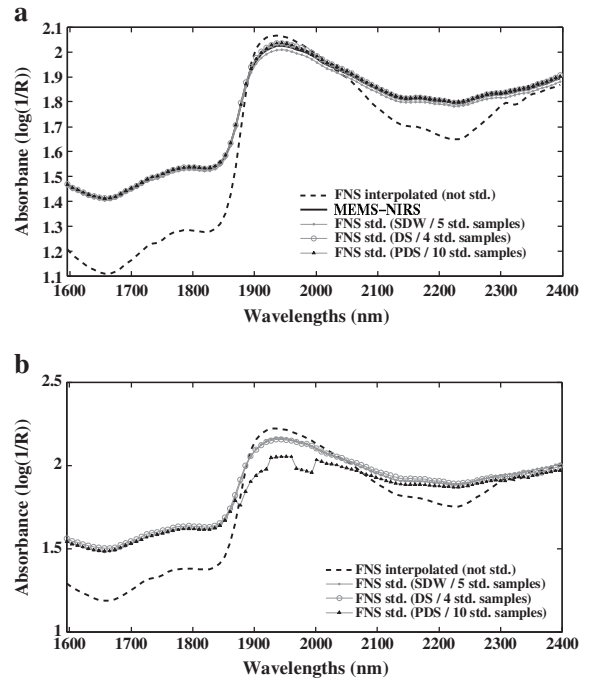 a
2.1
2
1.9
1.8
1.7
1.6
1.5
1.4
1.3
1.2
1.1
Absorbane (log(1/R))
FNS interpolated (not std.)
MEMS–NIRS
FNS std. (SDW / 5 std. samples)
FNS std. (DS / 4 std. samples)
FNS std. (PDS / 10 std. samples)
1600 1700 1800 1900 2000 2100 2200 2300 2400
Wavelengths (nm)
b
2.5
2
1.5
1
Absorbance (log(1/R))
FNS interpolated (not std.)
FNS std. (SDW / 5 std. samples)
FNS std. (DS / 4 std. samples)
FNS std. (PDS / 10 std. samples)
1600 1700 1800 1900 2000 2100 2200 2300 2400
Wavelengths (nm)